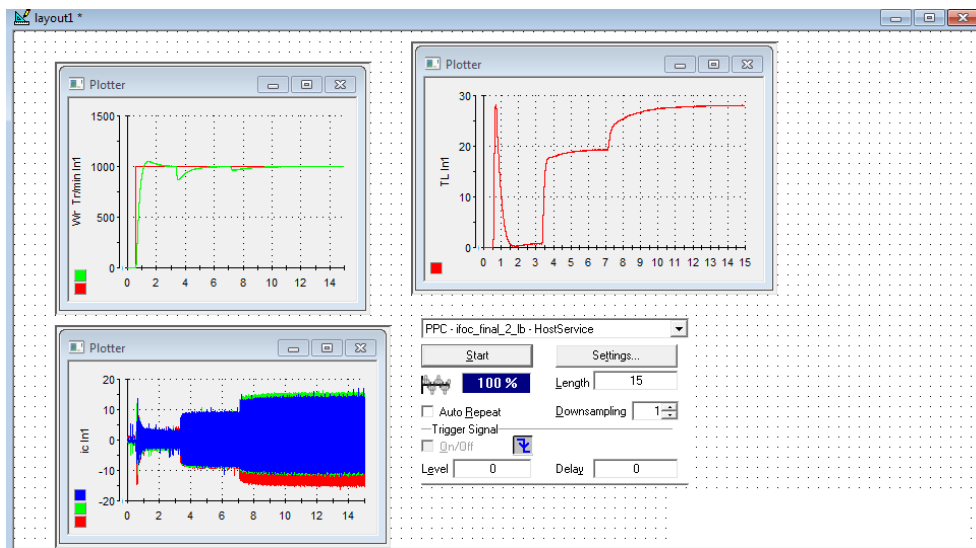 layout1 *
Plotter
1500
1000
500
0
Wr Tr/min In1
0 2 4 6 8 10 12 14
Plotter
30
20
10
0
TL In1
0 1 2 3 4 5 6 7 8 9 10 11 12 13 14 15
Plotter
20
10
0
-10
-20
ic In1
0 2 4 6 8 10 12 14
PPC - ifoc_final_2_lb - HostService
Start Settings...
100 % Length 15
Auto Repeat Downsampling 1
Trigger Signal
On/Off
Level 0 Delay 0